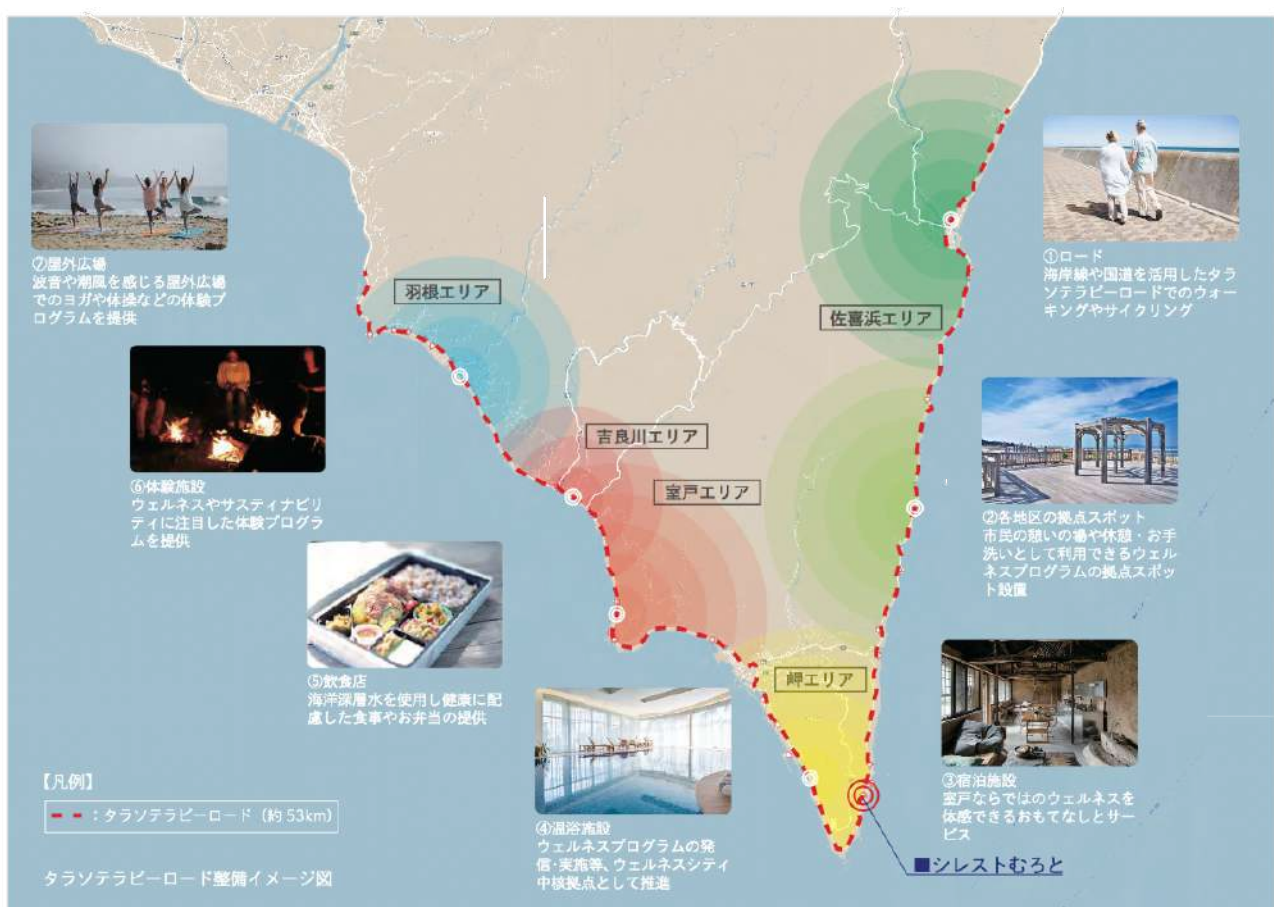 ⑦屋外広場
波音や潮風を感じる屋外広場
でのヨガや体操などの体験プ
ログラムを提供
羽根エリア
佐喜浜エリア
①ロード
海岸線や国道を活用したタラ
ソテラピーロードでのウォー
キングやサイクリング
吉良川エリア
室戸エリア
⑥体験施設
ウェルネスやサスティナビリ
ティに注目した体験プログラ
ムを提供
②各地区の拠点スポット
市民の憩いの場や休憩・お手
洗いとして利用できるウェル
ネスプログラムの拠点スポッ
ト設置
⑤飲食店
海洋深層水を使用し健康に配
慮した食事やお弁当の提供
岬エリア
④温浴施設
ウェルネスプログラムの発
信・実施等、ウェルネスシティ
中核拠点として推進
③宿泊施設
室戸ならではのウェルネスを
体感できるおもてなしとサー
ビス
■シレストむろと
【凡例】
：タラソテラピーロード（約 53km）
タラソテラピーロード整備イメージ図